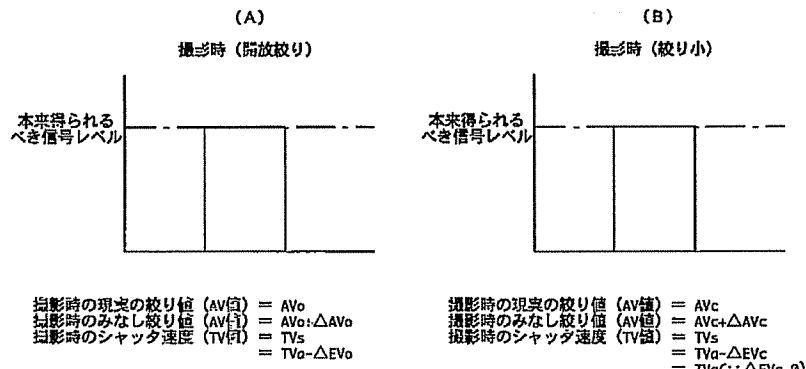 (A)
撮影時（開放絞り）
本来得られる
べき信号レベル
撮影時の現実の絞り値（AV値）＝ AVo
撮影時のみなし絞り値（AV値）＝ AVo+△AVo
撮影時のシャッタ速度（TV値）＝ TVs
＝ TVa-△EVo
(B)
撮影時（絞り小）
本来得られる
べき信号レベル
撮影時の現実の絞り値（AV値）＝ AVc
撮影時のみなし絞り値（AV値）＝ AVc+△AVc
撮影時のシャッタ速度（TV値）＝ TVs
＝ TVa-△EVc
＝ TVa(∵△EVc=0)